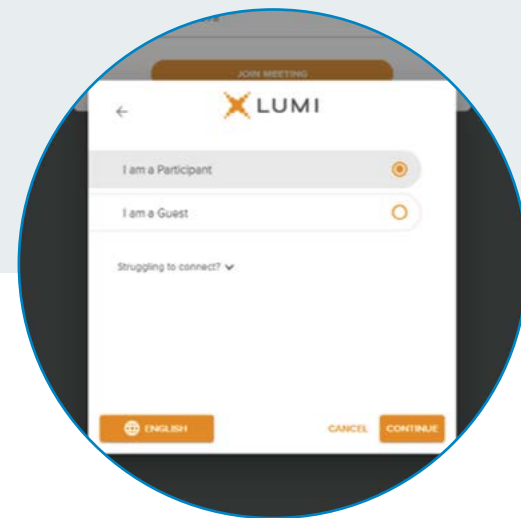 JOIN MEETING
LUMI
I am a Participant
I am a Guest
Struggling to connect?
ENGLISH
CANCEL
CONTINUE